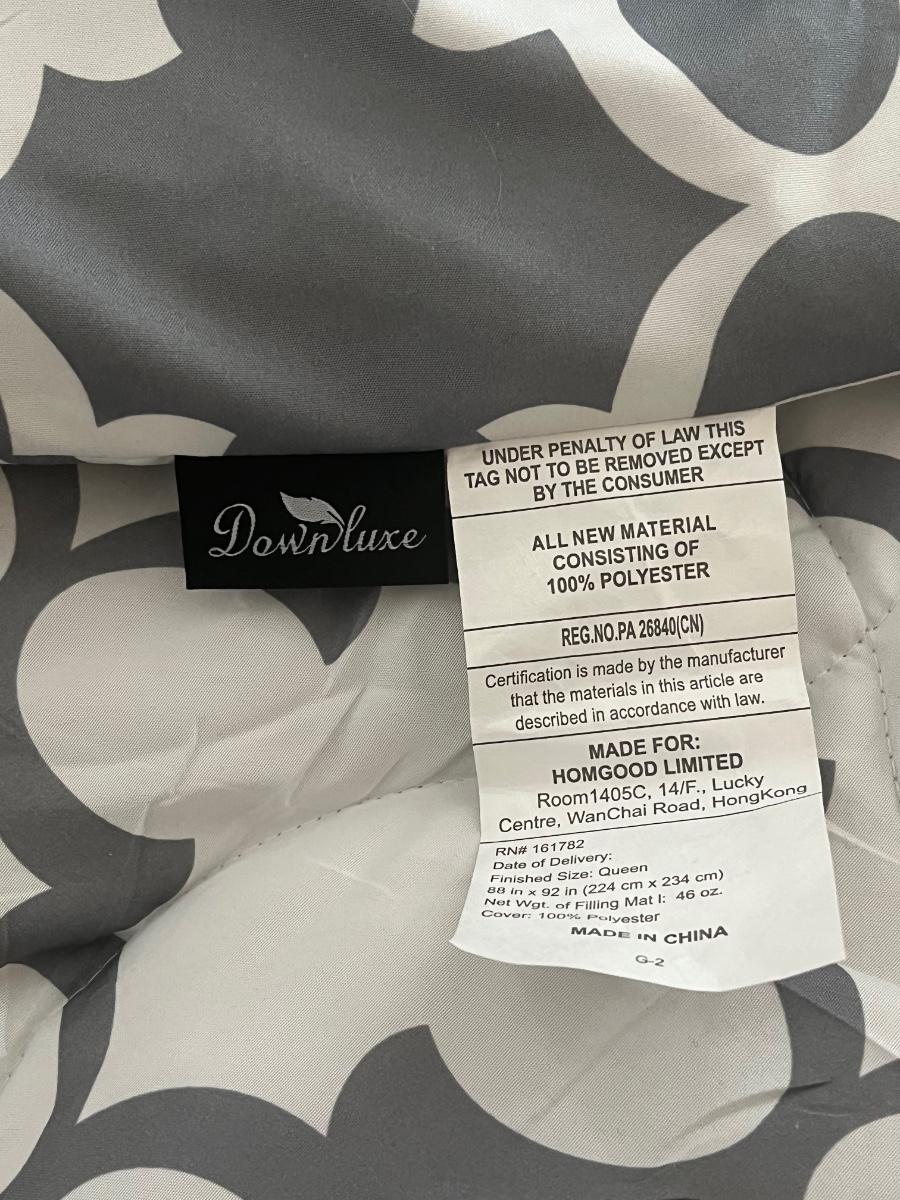 Downluxe
UNDER PENALTY OF LAW THIS
TAG NOT TO BE REMOVED EXCEPT
BY THE CONSUMER
ALL NEW MATERIAL
CONSISTING OF
100% POLYESTER
REG.NO.PA 26840(CN)
Certification is made by the manufacturer
that the materials in this article are
described in accordance with law.
MADE FOR:
HOMGOOD LIMITED
Room1405C, 14/F., Lucky
Centre, WanChai Road, HongKong
RN# 161782
Date of Delivery:
Finished Size: Queen
88 in x 92 in (224 cm x 234 cm)
Net Wgt. of Filling Mat l: 46 oz.
Cover: 100% Polyester
MADE IN CHINA
G-2